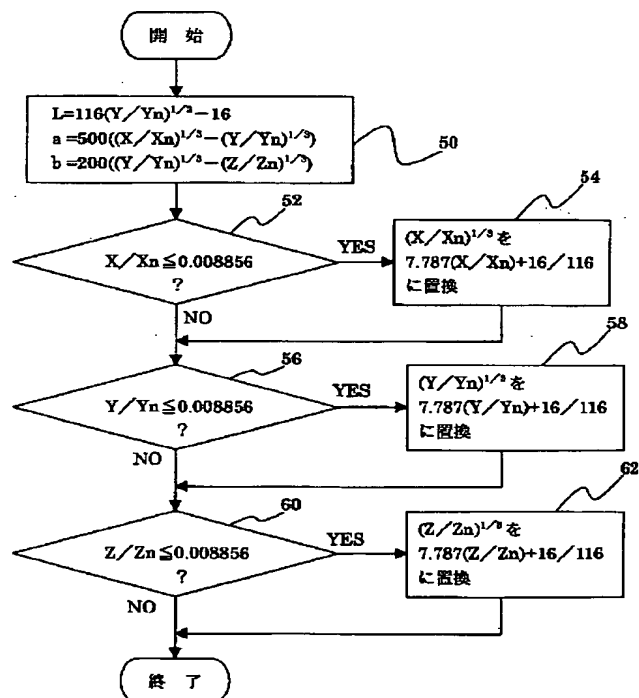 開 始
L=116(Y/Yn)^{1/3}-16
a =500((X/Xn)^{1/3}-(Y/Yn)^{1/3})
b =200((Y/Yn)^{1/3}-(Z/Zn)^{1/3})
50
52
X/Xn≦0.008856
?
YES
NO
54
(X/Xn)^{1/3} を
7.787(X/Xn)+16/116
に置換
56
Y/Yn≦0.008856
?
YES
NO
58
(Y/Yn)^{1/3} を
7.787(Y/Yn)+16/116
に置換
60
Z/Zn≦0.008856
?
YES
NO
62
(Z/Zn)^{1/3} を
7.787(Z/Zn)+16/116
に置換
終 了